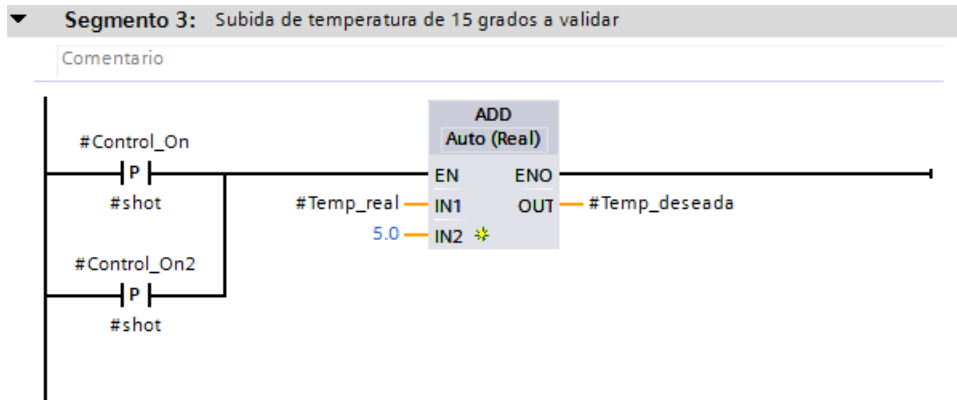 Segmento 3: Subida de temperatura de 15 grados a validar
Comentario
#Control_On
P
#shot
#Control_On2
P
#shot
ADD
Auto (Real)
EN ENO
#Temp_real IN1 OUT #Temp_deseada
5.0 IN2